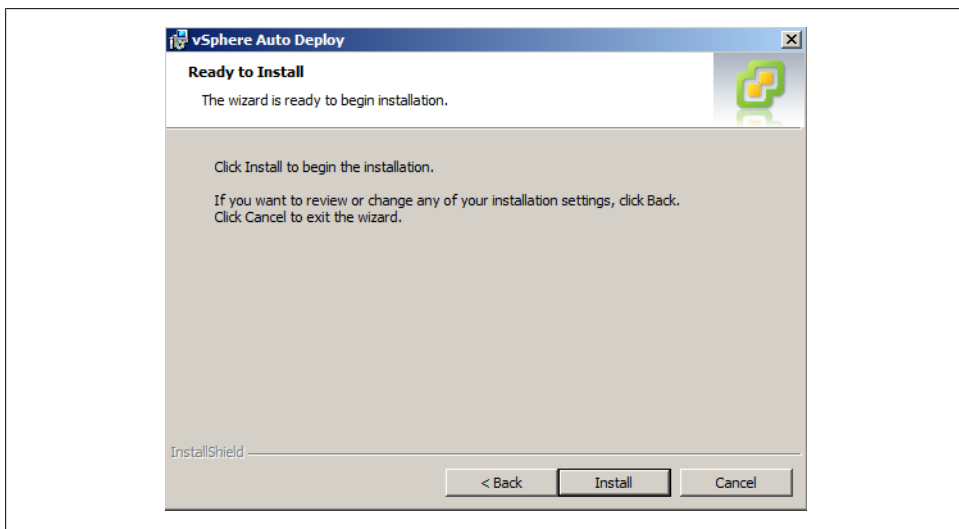 vSphere Auto Deploy
Ready to Install
The wizard is ready to begin installation.
Click Install to begin the installation.
If you want to review or change any of your installation settings, click Back.
Click Cancel to exit the wizard.
InstallShield
< Back Install Cancel